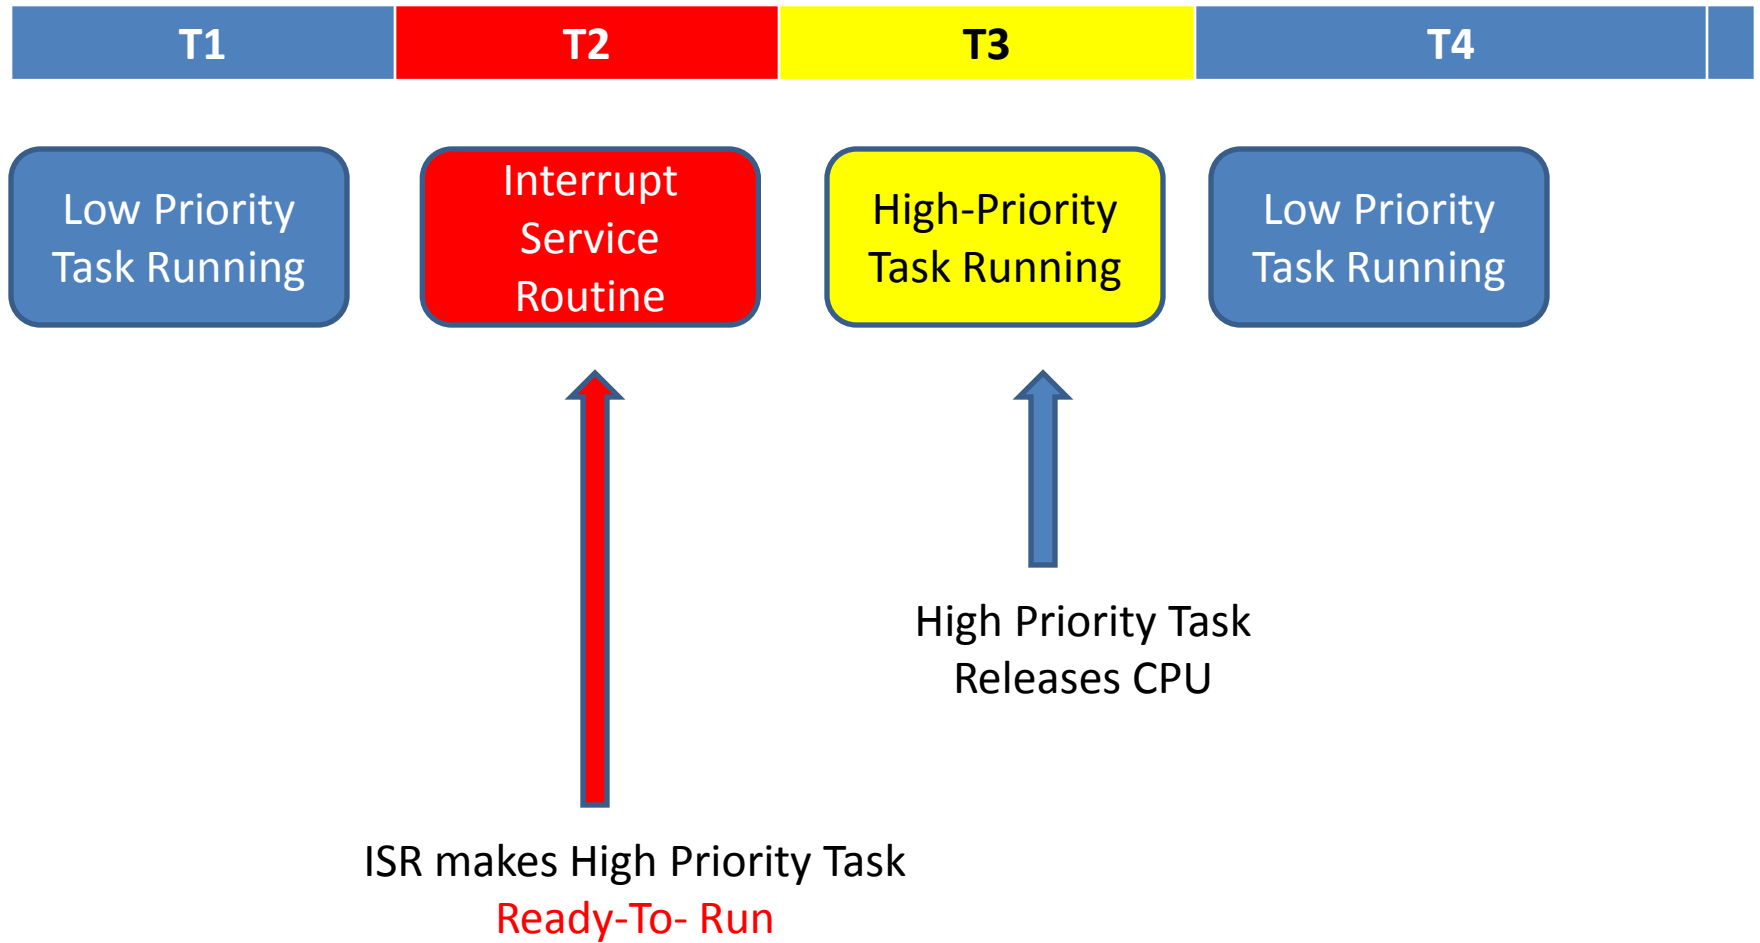 T1 T2 T3 T4
Low Priority
Task Running
Interrupt
Service
Routine
High-Priority
Task Running
Low Priority
Task Running
High Priority Task
Releases CPU
ISR makes High Priority Task
Ready-To- Run